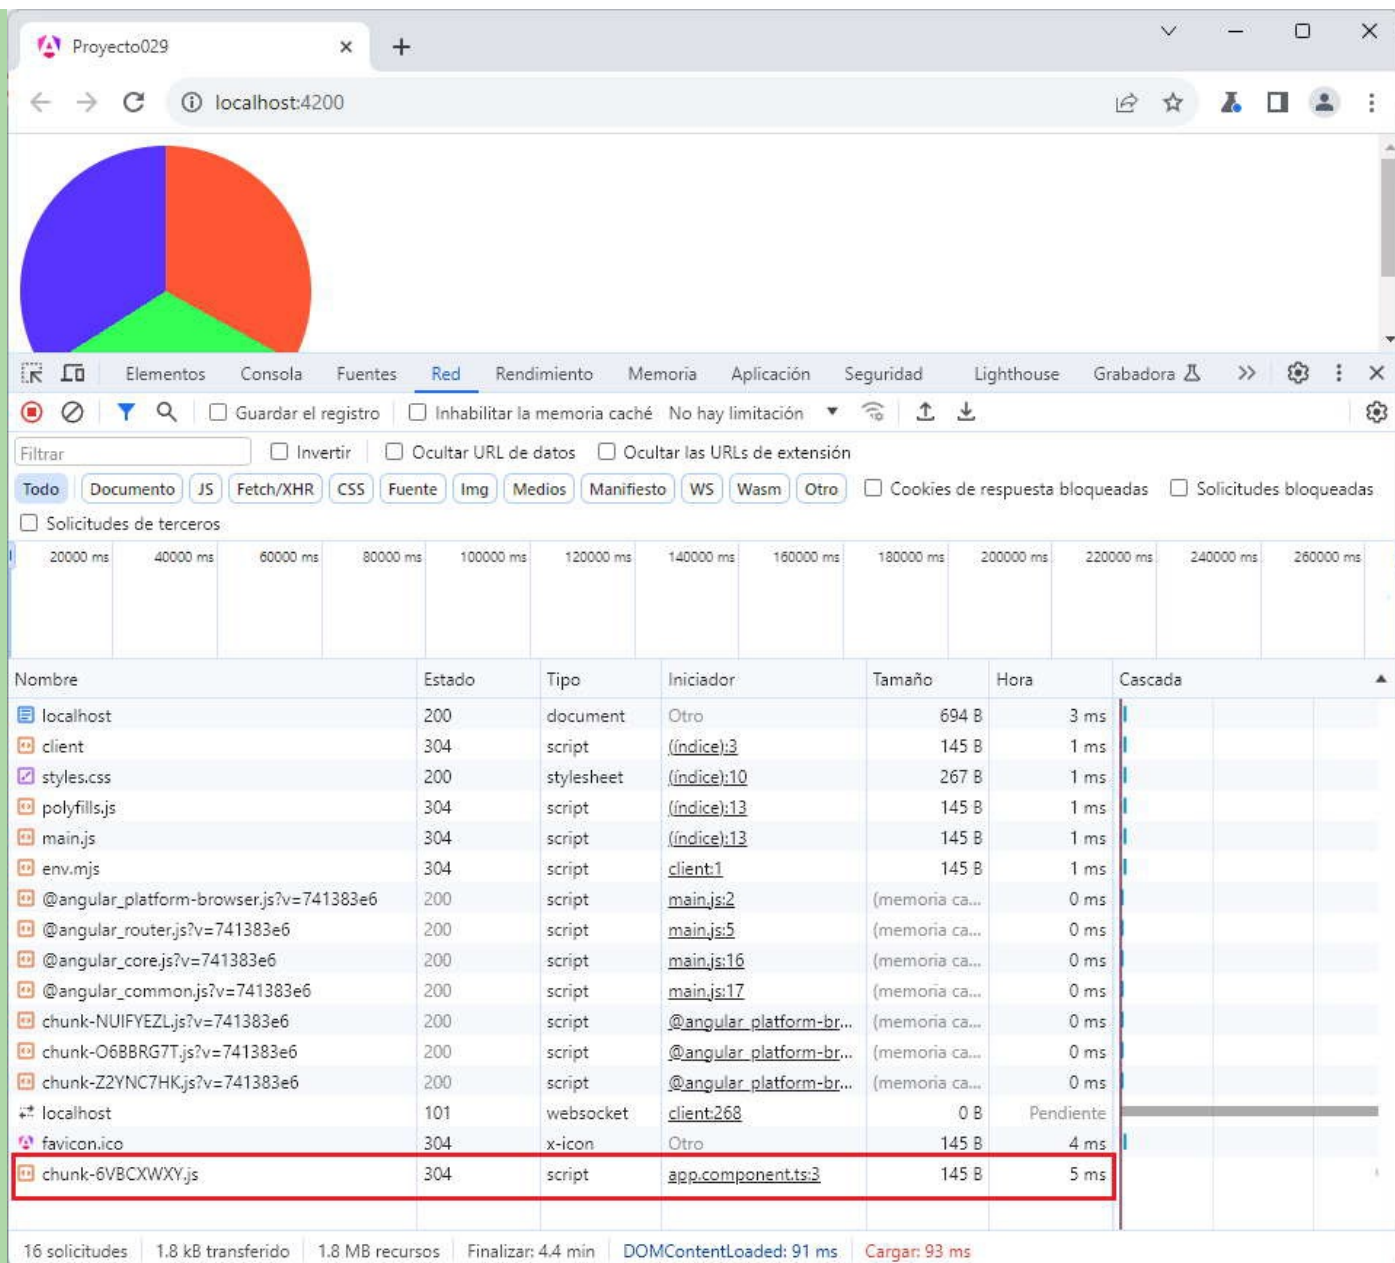 Proyecto029
localhost:4200
Elementos Consola Fuentes Red Rendimiento Memoria Aplicación Seguridad Lighthouse Grabadora
Guardar el registro Inhabilitar la memoria caché No hay limitación
Filtrar Invertir Ocultar URL de datos Ocultar las URLs de extensión
Todo Documento JS Fetch/XHR CSS Fuente Img Medios Manifiesto WS Wasm Otro Cookies de respuesta bloqueadas Solicitudes bloqueadas
Solicitudes de terceros
20000 ms 40000 ms 60000 ms 80000 ms 100000 ms 120000 ms 140000 ms 160000 ms 180000 ms 200000 ms 220000 ms 240000 ms 260000 ms
Nombre Estado Tipo Iniciador Tamaño Hora Cascada
localhost 200 document Otro 694 B 3 ms
client 304 script (índice):3 145 B 1 ms
styles.css 200 stylesheet (índice):10 267 B 1 ms
polyfills.js 304 script (índice):13 145 B 1 ms
main.js 304 script (índice):13 145 B 1 ms
env.mjs 304 script client:1 145 B 1 ms
@angular_platform-browser.js?v=741383e6 200 script main.js:2 (memoria ca... 0 ms
@angular_router.js?v=741383e6 200 script main.js:5 (memoria ca... 0 ms
@angular_core.js?v=741383e6 200 script main.js:16 (memoria ca... 0 ms
@angular_common.js?v=741383e6 200 script main.js:17 (memoria ca... 0 ms
chunk-NUIFYEZL.js?v=741383e6 200 script @angular_platform-br... (memoria ca... 0 ms
chunk-O6BBRG7T.js?v=741383e6 200 script @angular_platform-br... (memoria ca... 0 ms
chunk-Z2YNC7HK.js?v=741383e6 200 script @angular_platform-br... (memoria ca... 0 ms
localhost 101 websocket client:268 0 B Pendiente
favicon.ico 304 x-icon Otro 145 B 4 ms
chunk-6VBCXWXY.js 304 script app.component.ts:3 145 B 5 ms
16 solicitudes 1.8 kB transferido 1.8 MB recursos Finalizar: 4.4 min DOMContentLoaded: 91 ms Cargar: 93 ms